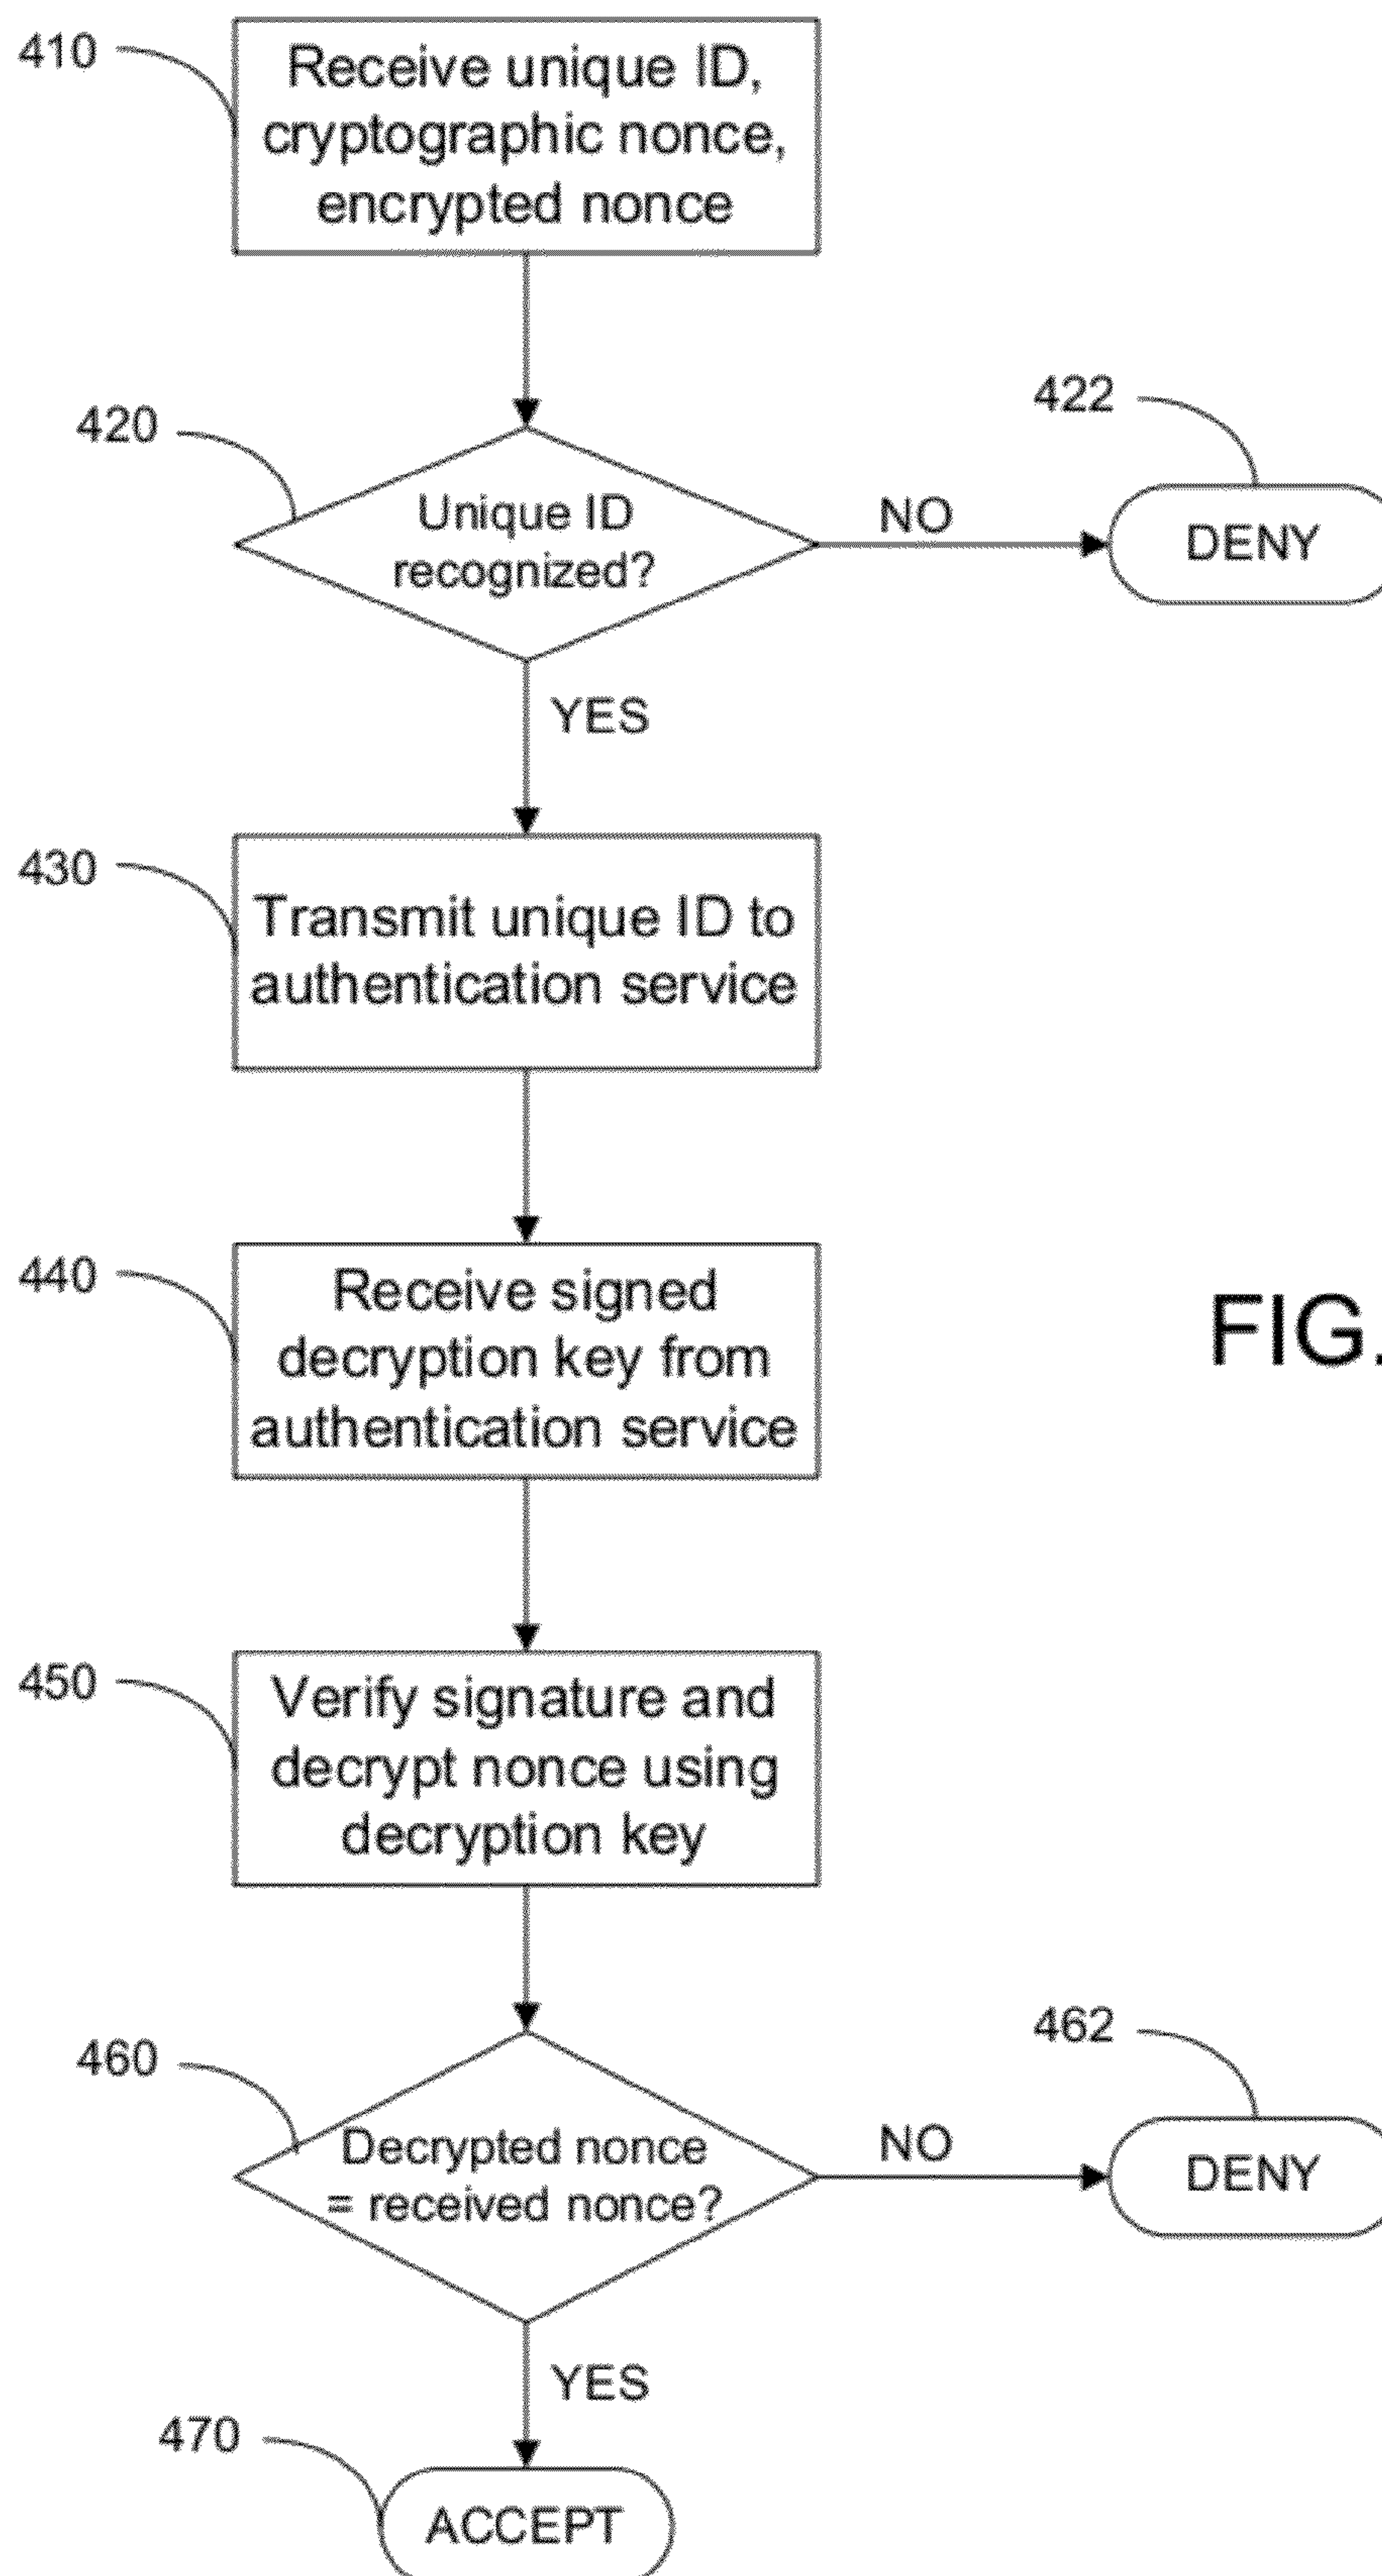 410
Receive unique ID,
cryptographic nonce,
encrypted nonce
420
Unique ID
recognized?
NO
422
DENY
YES
430
Transmit unique ID to
authentication service
440
Receive signed
decryption key from
authentication service
FIG.
450
Verify signature and
decrypt nonce using
decryption key
460
Decrypted nonce
= received nonce?
NO
462
DENY
YES
470
ACCEPT